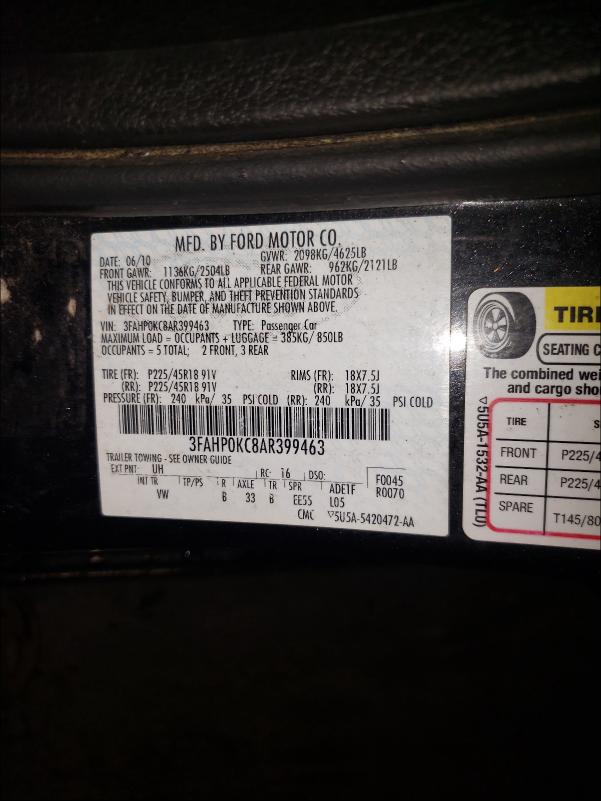 MFD. BY FORD MOTOR CO.
DATE: 06/10 GVWR: 2098KG/4625LB
FRONT GAWR: 1136KG/2504LB REAR GAWR: 962KG/2121LB
THIS VEHICLE CONFORMS TO ALL APPLICABLE FEDERAL MOTOR
VEHICLE SAFETY, BUMPER, AND THEFT PREVENTION STANDARDS
IN EFFECT ON THE DATE OF MANUFACTURE SHOWN ABOVE.
VIN: 3FAHP0KC8AR399463 TYPE: Passenger Car
MAXIMUM LOAD = OCCUPANTS + LUGGAGE = 385KG/ 850LB
OCCUPANTS = 5 TOTAL; 2 FRONT, 3 REAR
TIRE (FR): P225/45R18 91V RIMS (FR): 18X7.5J
(RR): P225/45R18 91V (RR): 18X7.5J
PRESSURE (FR): 240 kPa/ 35 PSI COLD (RR): 240 kPa/ 35 PSI COLD
3FAHP0KC8AR399463
TRAILER TOWING - SEE OWNER GUIDE
EXT PNT: UH RC: 16 DSO: F0045
INT TR TP/PS R AXLE TR SPR ADE1F R0070
VW B 33 B EE55 L05
CMC ▽5U5A-5420472-AA
TIRE
SEATING C
The combined wei
and cargo sho
▽5U5A-1532-AA (TL0)
TIRE S
FRONT P225/4
REAR P225/4
SPARE T145/80